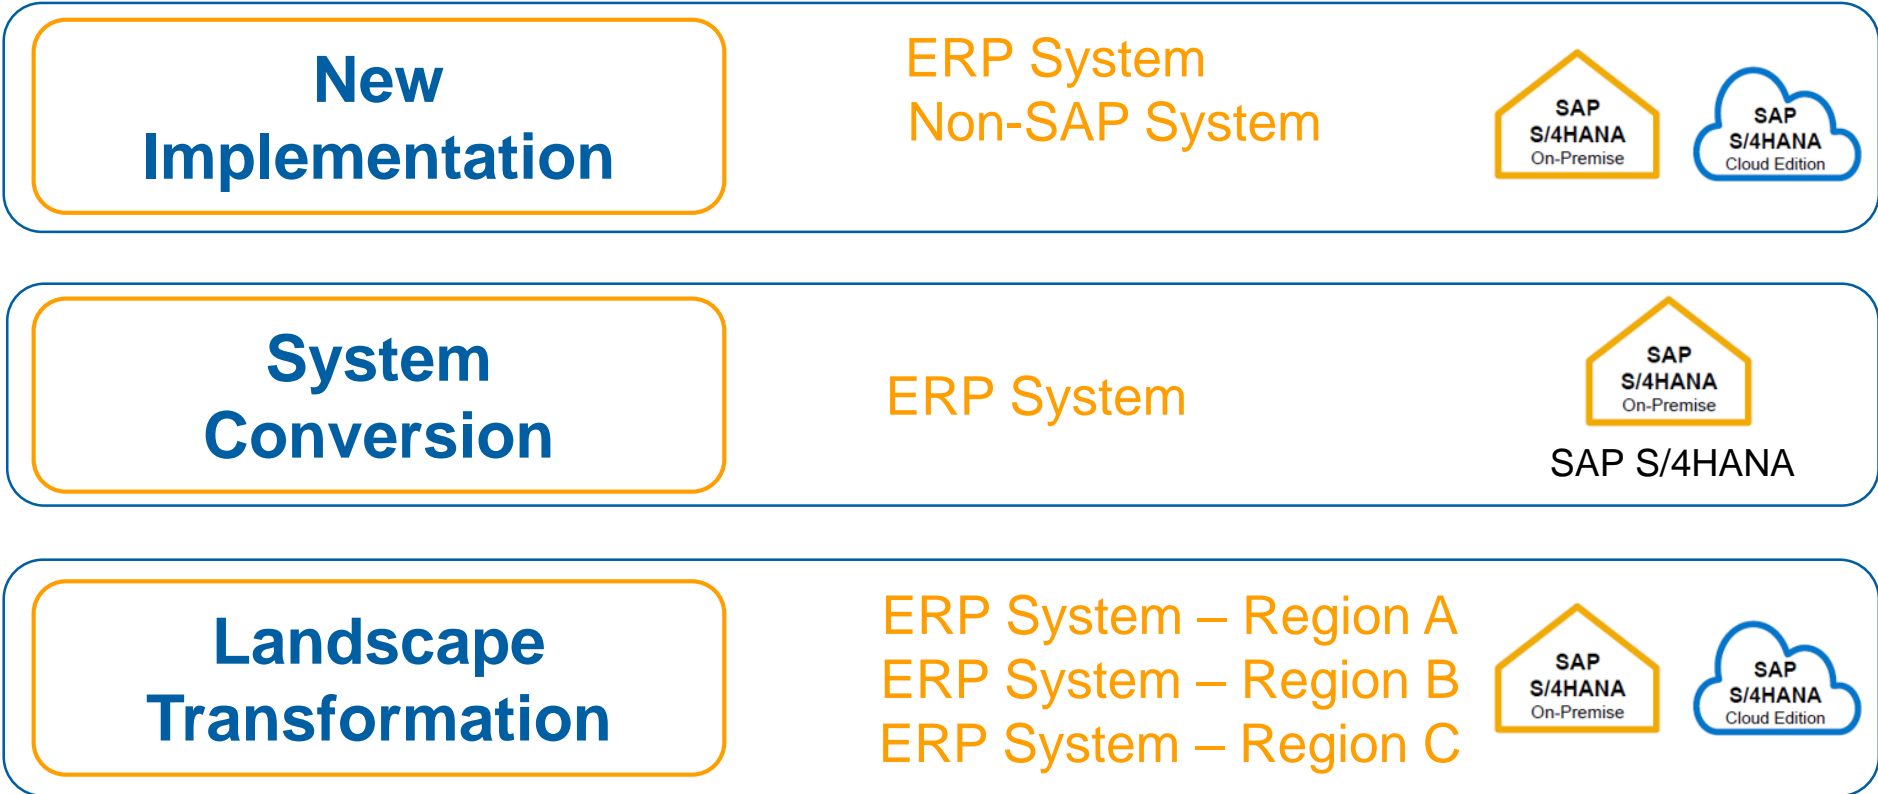 New
Implementation
ERP System
Non-SAP System
SAP
S/4HANA
On-Premise
SAP
S/4HANA
Cloud Edition
System
Conversion
ERP System
SAP
S/4HANA
On-Premise
SAP S/4HANA
Landscape
Transformation
ERP System – Region A
ERP System – Region B
ERP System – Region C
SAP
S/4HANA
On-Premise
SAP
S/4HANA
Cloud Edition